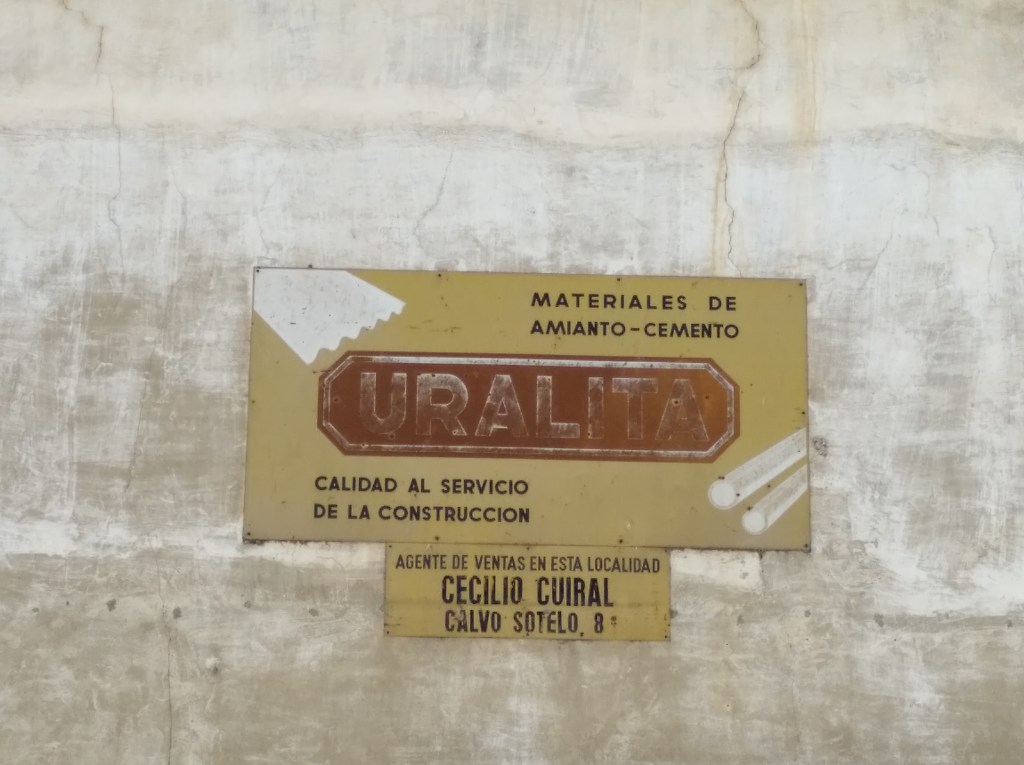 MATERIALES DE
AMIANTO-CEMENTO
URALITA
CALIDAD AL SERVICIO
DE LA CONSTRUCCION
AGENTE DE VENTAS EN ESTA LOCALIDAD
CECILIO CUIRAL
CALVO SOTELO, 8